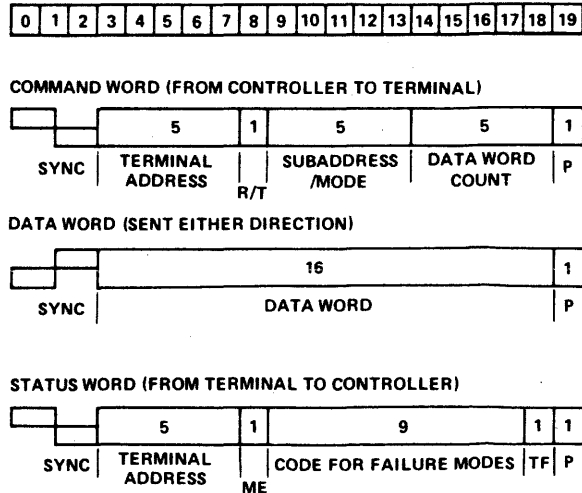 0 1 2 3 4 5 6 7 8 9 10 11 12 13 14 15 16 17 18 19
COMMAND WORD (FROM CONTROLLER TO TERMINAL)
5 1 5 5 1
SYNC TERMINAL ADDRESS R/T SUBADDRESS /MODE DATA WORD COUNT P
DATA WORD (SENT EITHER DIRECTION)
16 1
SYNC DATA WORD P
STATUS WORD (FROM TERMINAL TO CONTROLLER)
5 1 9 1 1
SYNC TERMINAL ADDRESS ME CODE FOR FAILURE MODES TF P